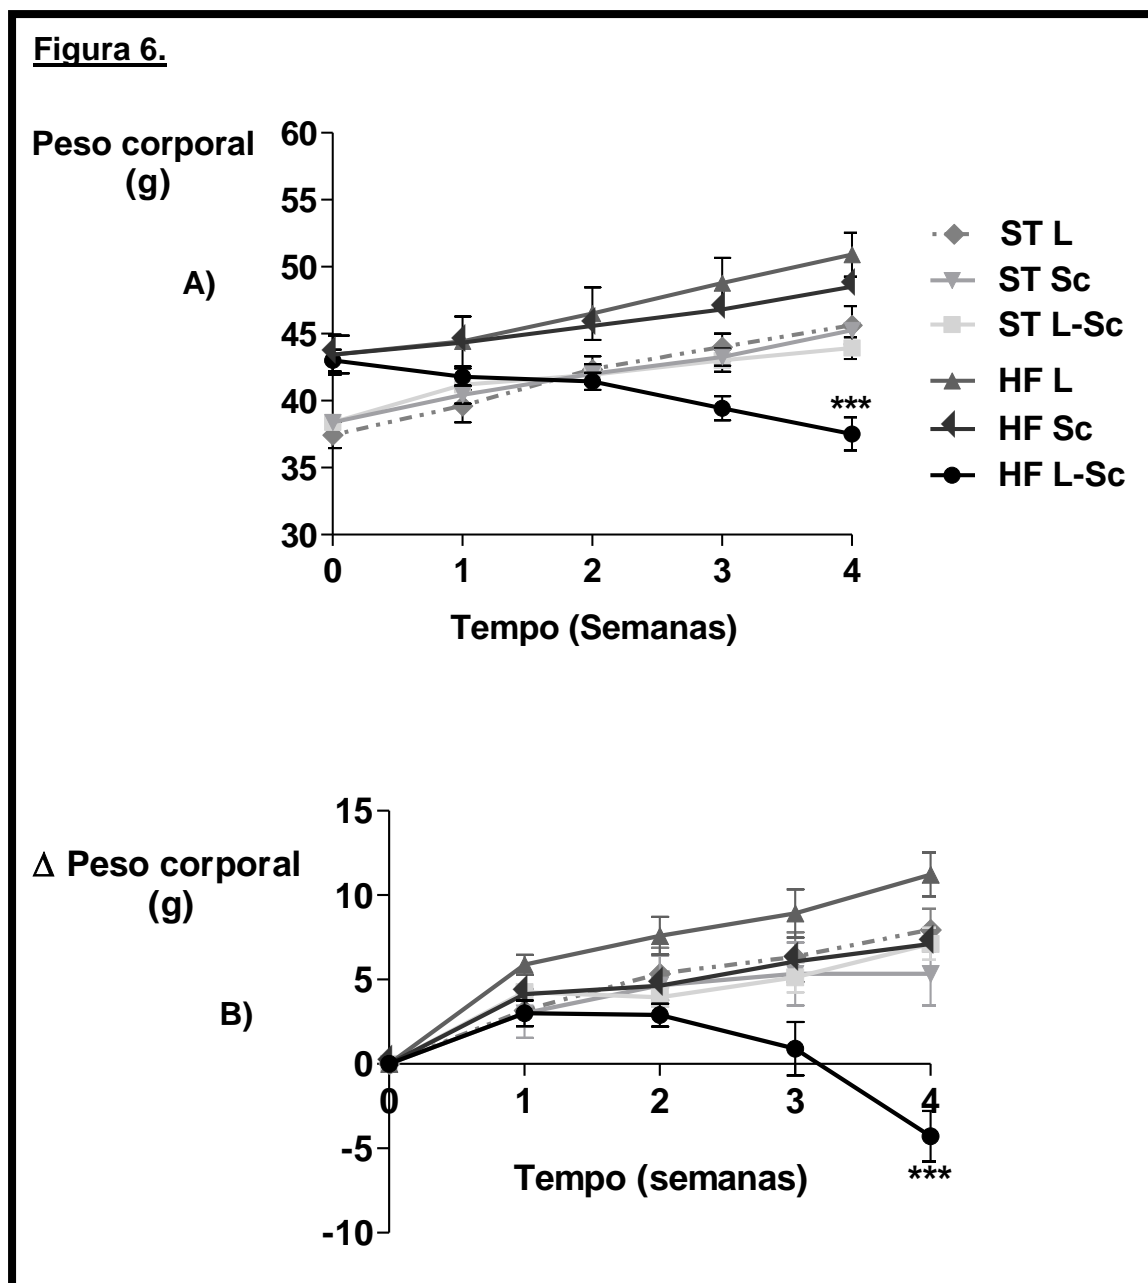 Figura 6.
Peso corporal
(g)
A)
60
55
50
45
40
35
30
0 1 2 3 4
Tempo (Semanas)
***
ST L
ST Sc
ST L-Sc
HF L
HF Sc
HF L-Sc
Δ Peso corporal
(g)
B)
15
10
5
0
-5
-10
0 1 2 3 4
Tempo (semanas)
***